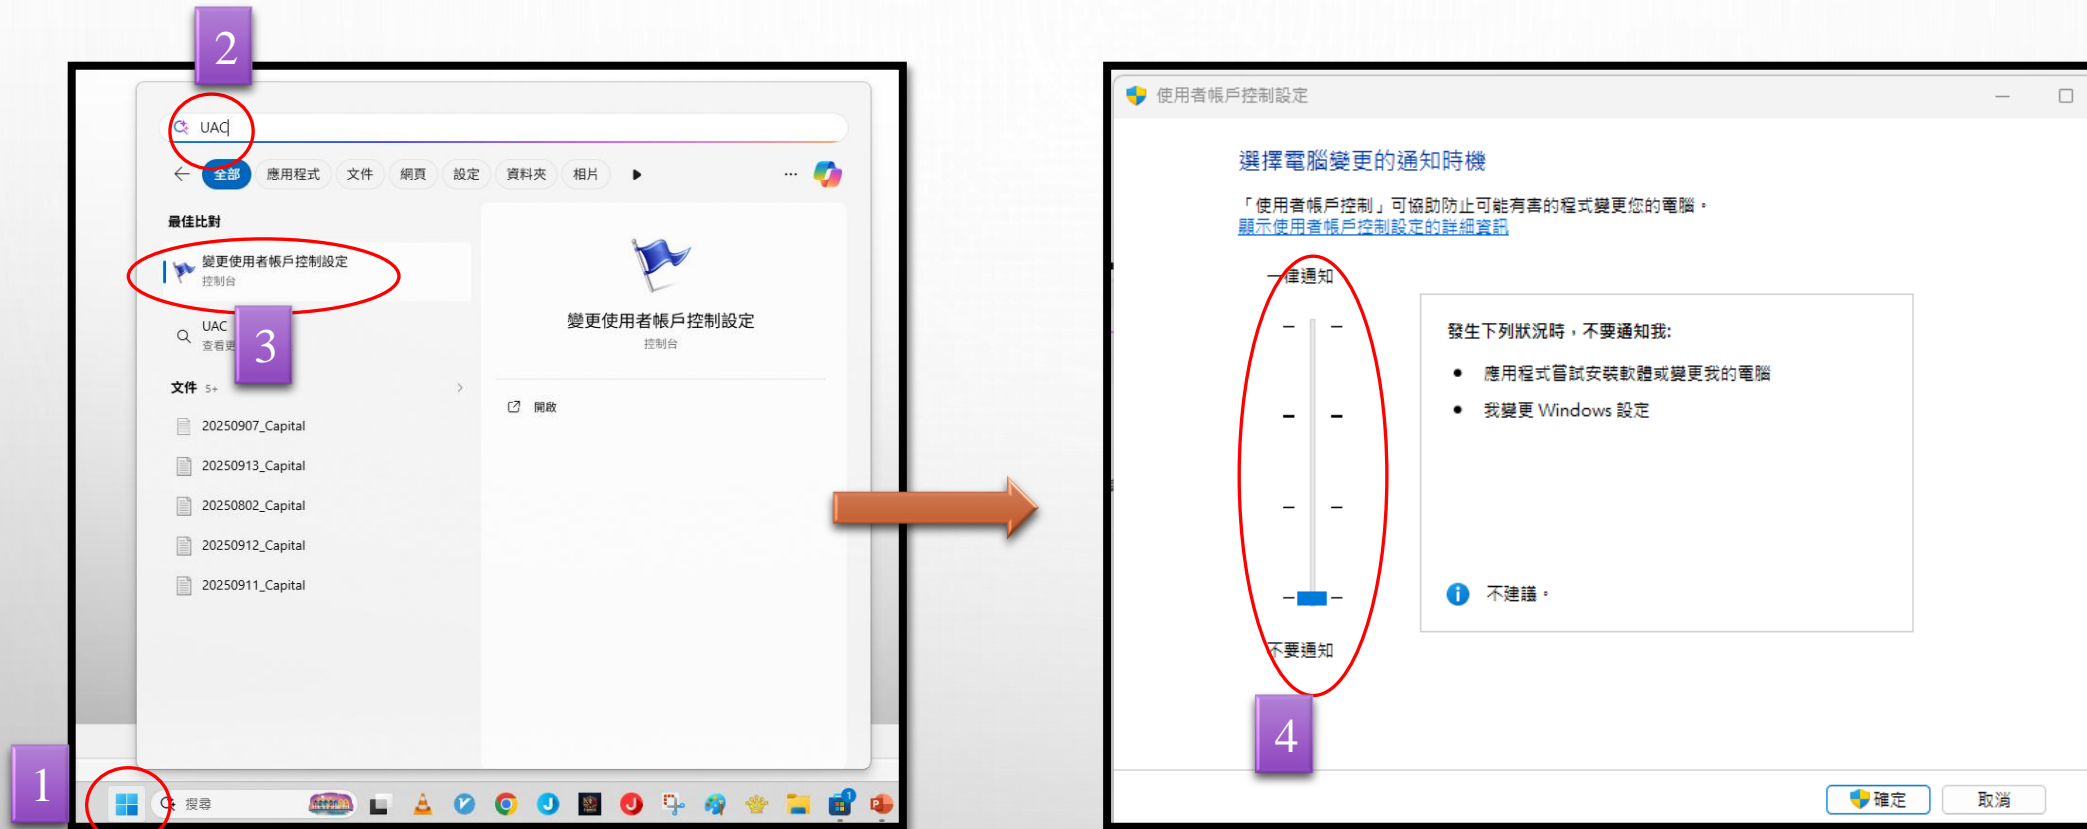 2
UAC
全部 應用程式 文件 網頁 設定 資料夾 相片 ...
最佳比對
變更使用者帳戶控制設定
控制台
UAC
查看更
3
文件 5+
20250907_Capital
20250913_Capital
20250802_Capital
20250912_Capital
20250911_Capital
變更使用者帳戶控制設定
控制台
開啟
1
搜尋
使用者帳戶控制設定
選擇電腦變更的通知時機
「使用者帳戶控制」可協助防止可能有害的程式變更您的電腦。
顯示使用者帳戶控制設定的詳細資訊
一律通知
發生下列狀況時，不要通知我:
• 應用程式嘗試安裝軟體或變更我的電腦
• 我變更 Windows 設定
不建議。
不要通知
4
確定 取消